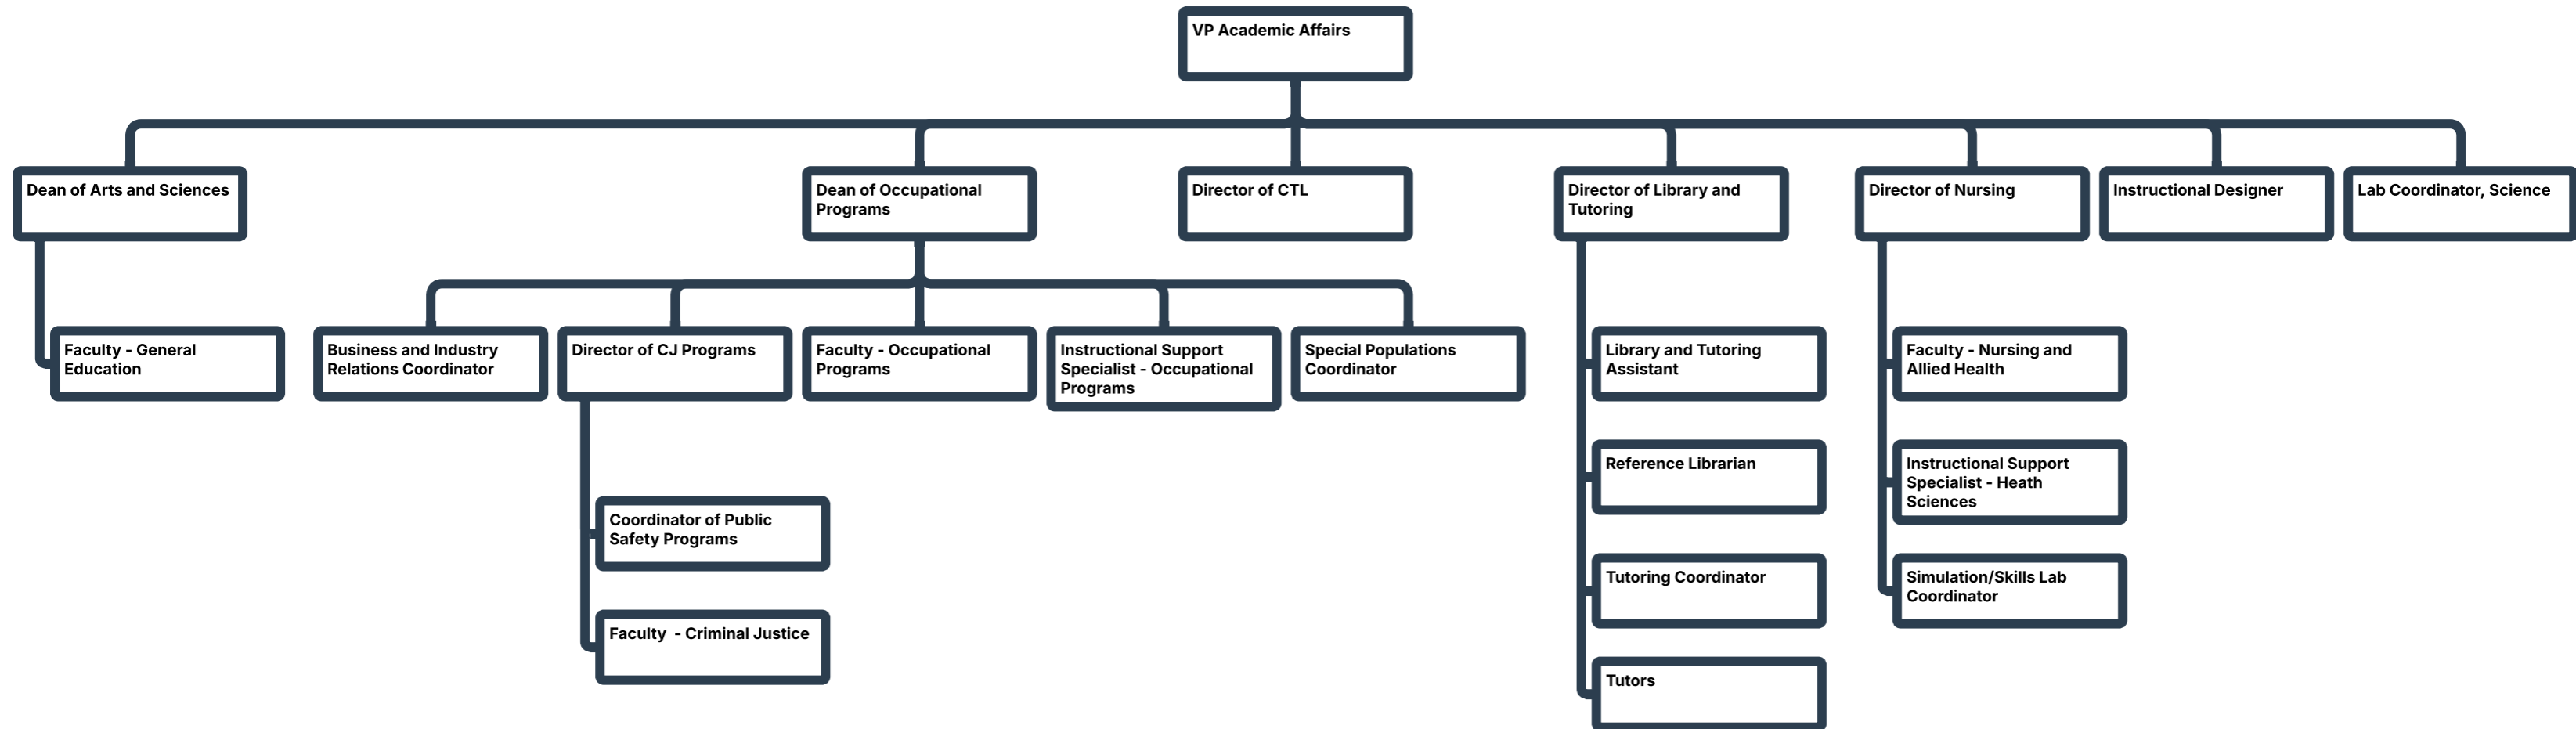 VP Academic Affairs
Dean of Arts and Sciences
Dean of Occupational
Programs
Director of CTL
Director of Library and
Tutoring
Director of Nursing
Instructional Designer
Lab Coordinator, Science
Faculty - General
Education
Business and Industry
Relations Coordinator
Director of CJ Programs
Faculty - Occupational
Programs
Instructional Support
Specialist - Occupational
Programs
Special Populations
Coordinator
Library and Tutoring
Assistant
Faculty - Nursing and
Allied Health
Reference Librarian
Instructional Support
Specialist - Heath
Sciences
Coordinator of Public
Safety Programs
Tutoring Coordinator
Simulation/Skills Lab
Coordinator
Faculty  - Criminal Justice
Tutors